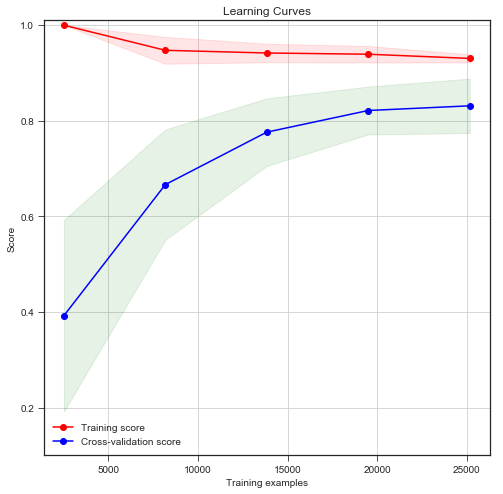 Learning Curves
1.0
0.8
0.6
0.4
0.2
Score
Training score
Cross-validation score
5000 10000 15000 20000 25000
Training examples